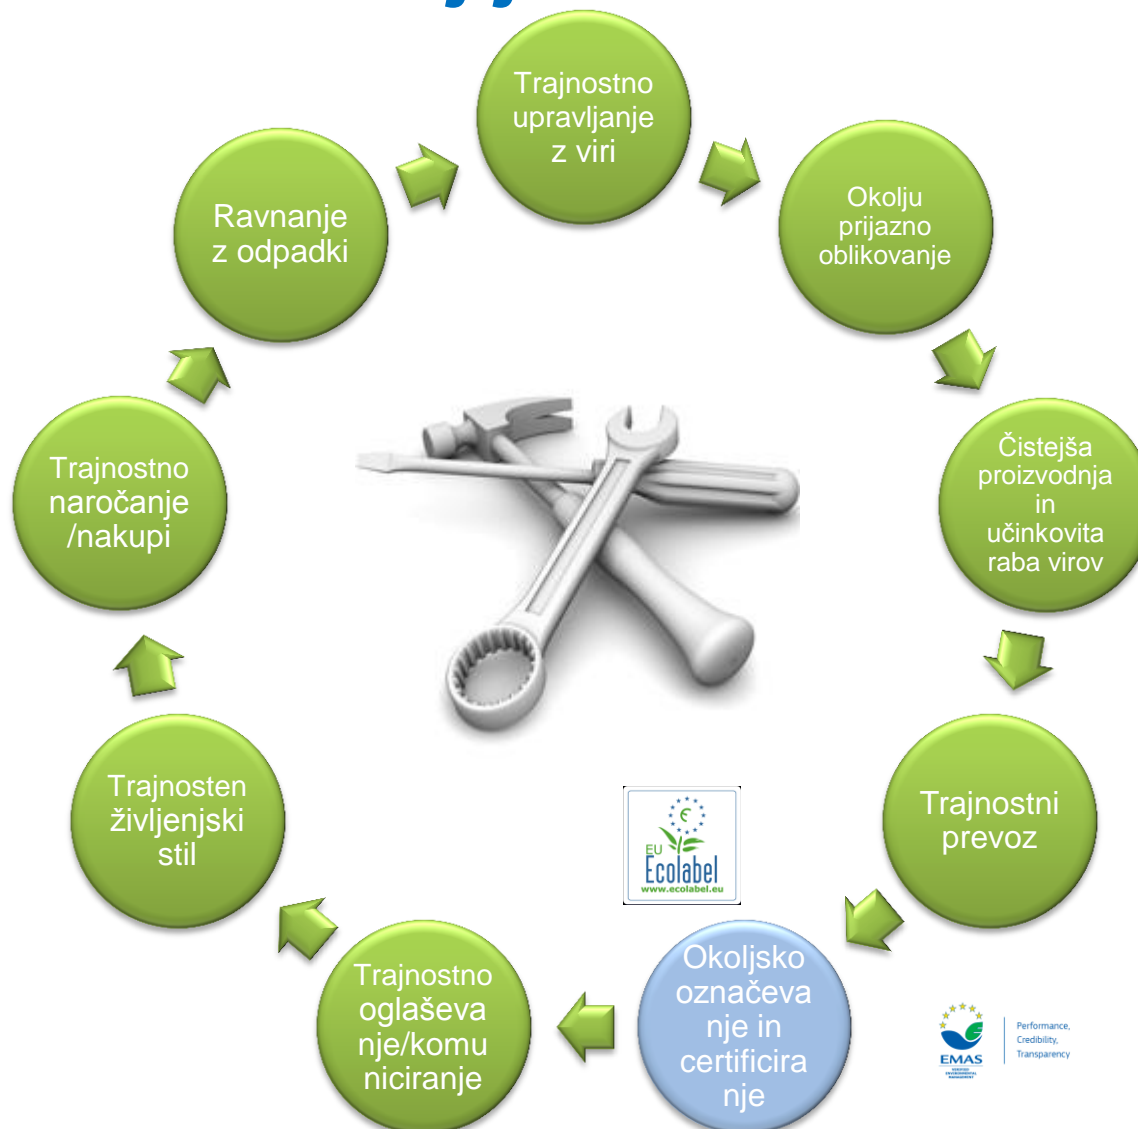 Trajnostno
upravljanje
z viri
Okolju
prijazno
oblikovanje
Čistejša
proizvodnja
in
učinkovita
raba virov
Trajnostni
prevoz
Okoljsko
označeva
nje in
certificira
nje
Trajnostno
oglaševa
nje/komu
niciranje
Trajnosten
življenjski
stil
Trajnostno
naročanje
/nakupi
Ravnanje
z odpadki
EU
Ecolabel
www.ecolabel.eu
EMAS
Performance,
Credibility,
Transparency